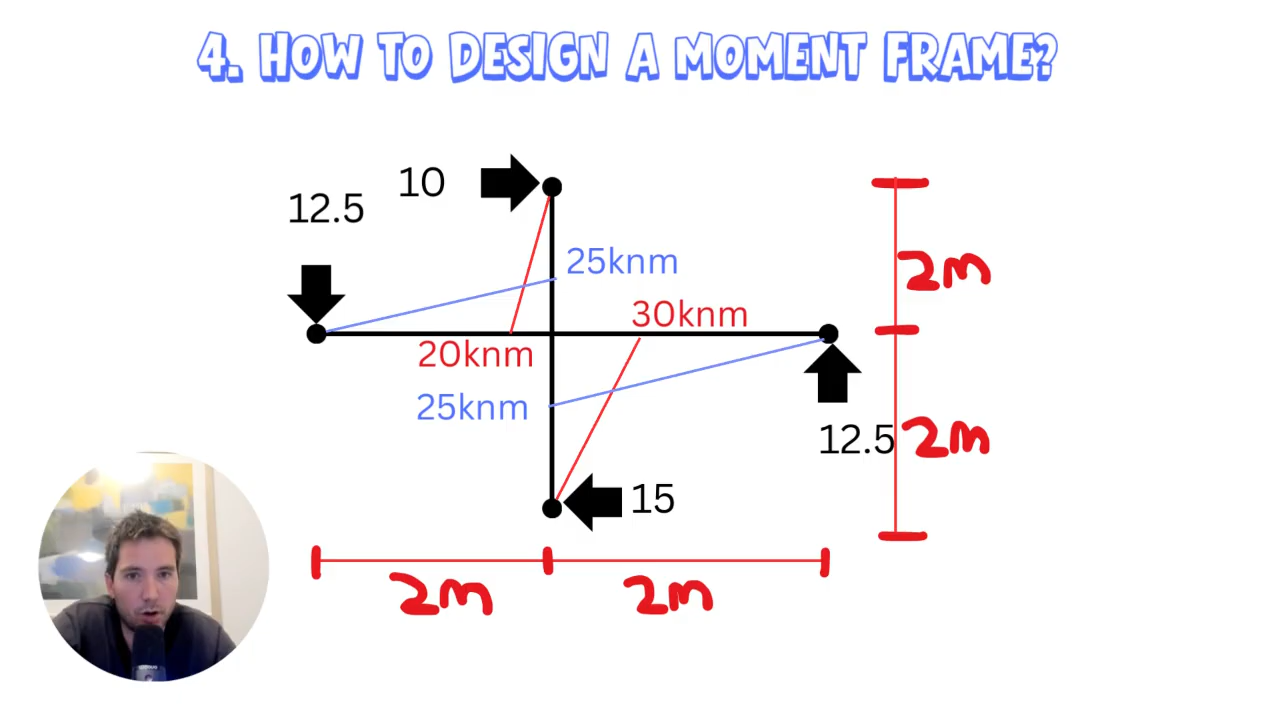 4. HOW TO DESIGN A MOMENT FRAME?
10
12.5
25knm
2m
30knm
20knm
25knm
12.5
2m
15
2m
2m